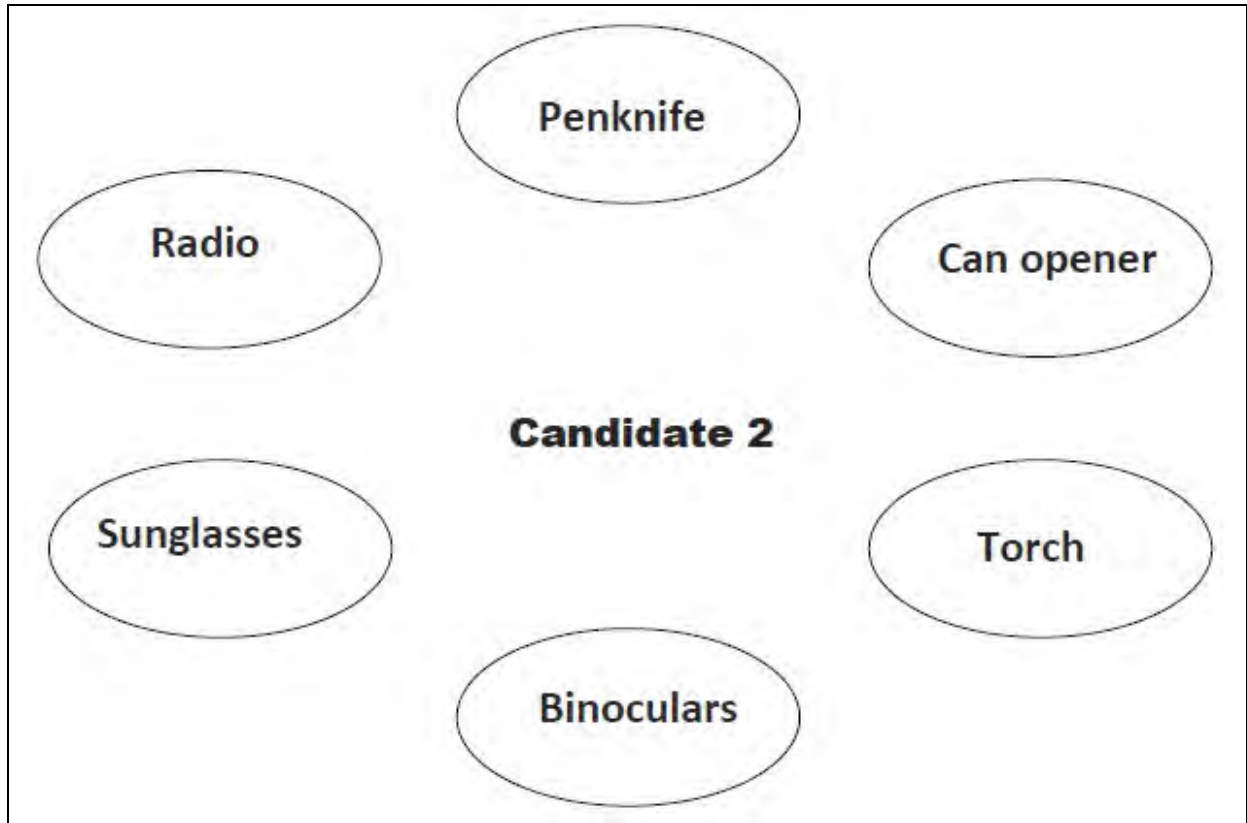 Penknife
Radio
Can opener
Candidate 2
Sunglasses
Torch
Binoculars